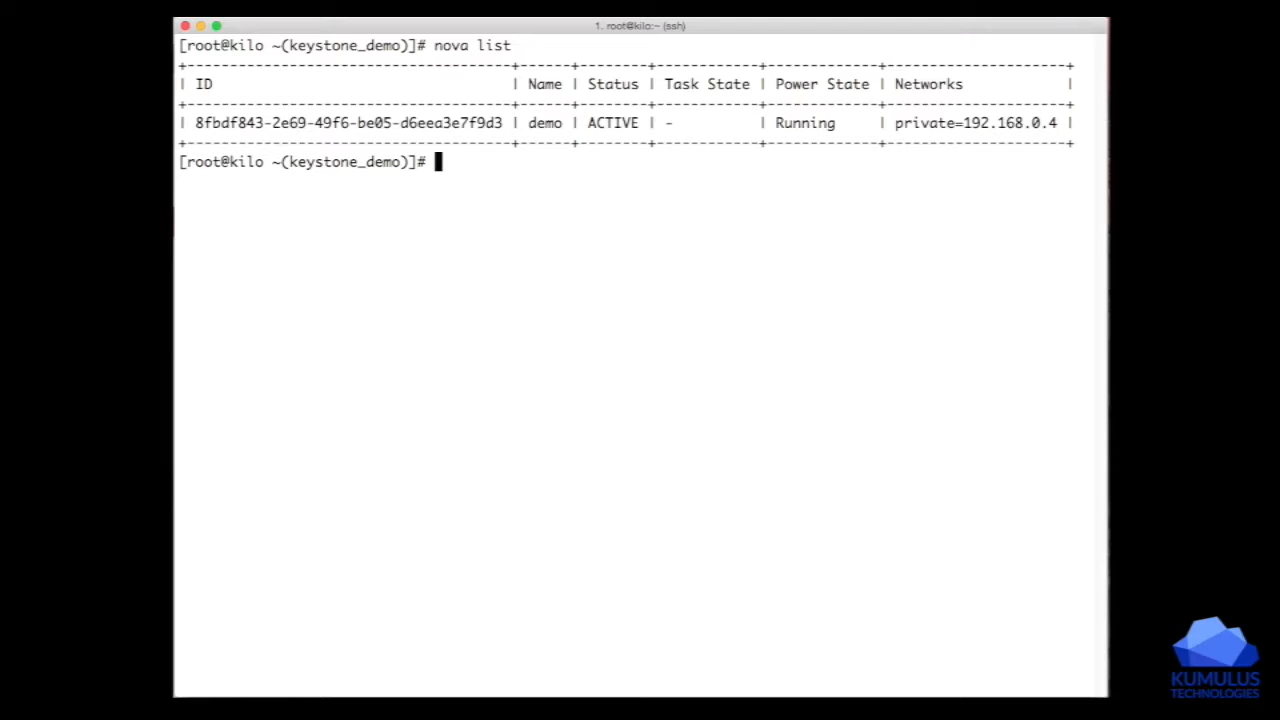 1. root@kilo:~ (ssh)
[root@kilo ~(keystone_demo)]# nova list
+--------------------------------------+------+--------+------------+-------------+---------------------+
| ID                                   | Name | Status | Task State | Power State | Networks            |
+--------------------------------------+------+--------+------------+-------------+---------------------+
| 8fbdf843-2e69-49f6-be05-d6eea3e7f9d3 | demo | ACTIVE | -          | Running     | private=192.168.0.4 |
+--------------------------------------+------+--------+------------+-------------+---------------------+
[root@kilo ~(keystone_demo)]#
KUMULUS
TECHNOLOGIES